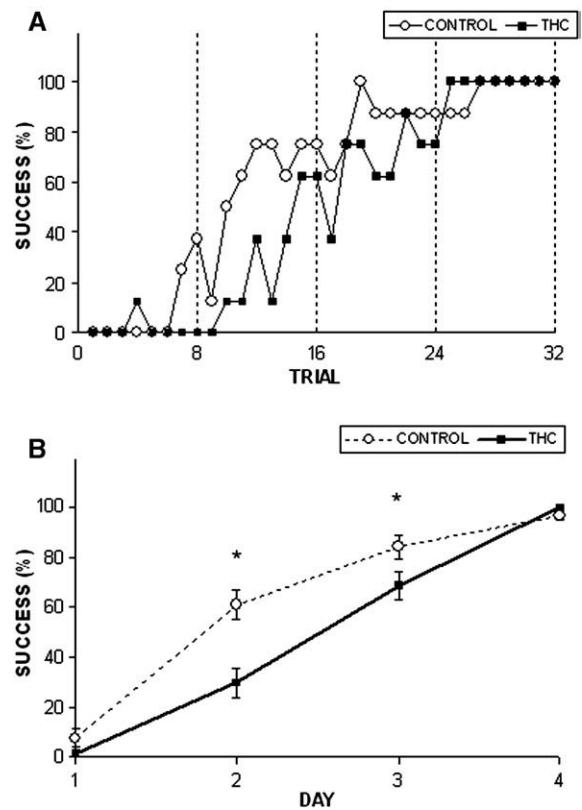 A
CONTROL THC
100
80
60
40
20
0
SUCCESS (%)
0 8 16 24 32
TRIAL
B
CONTROL THC
* *
100
80
60
40
20
0
SUCCESS (%)
1 2 3 4
DAY